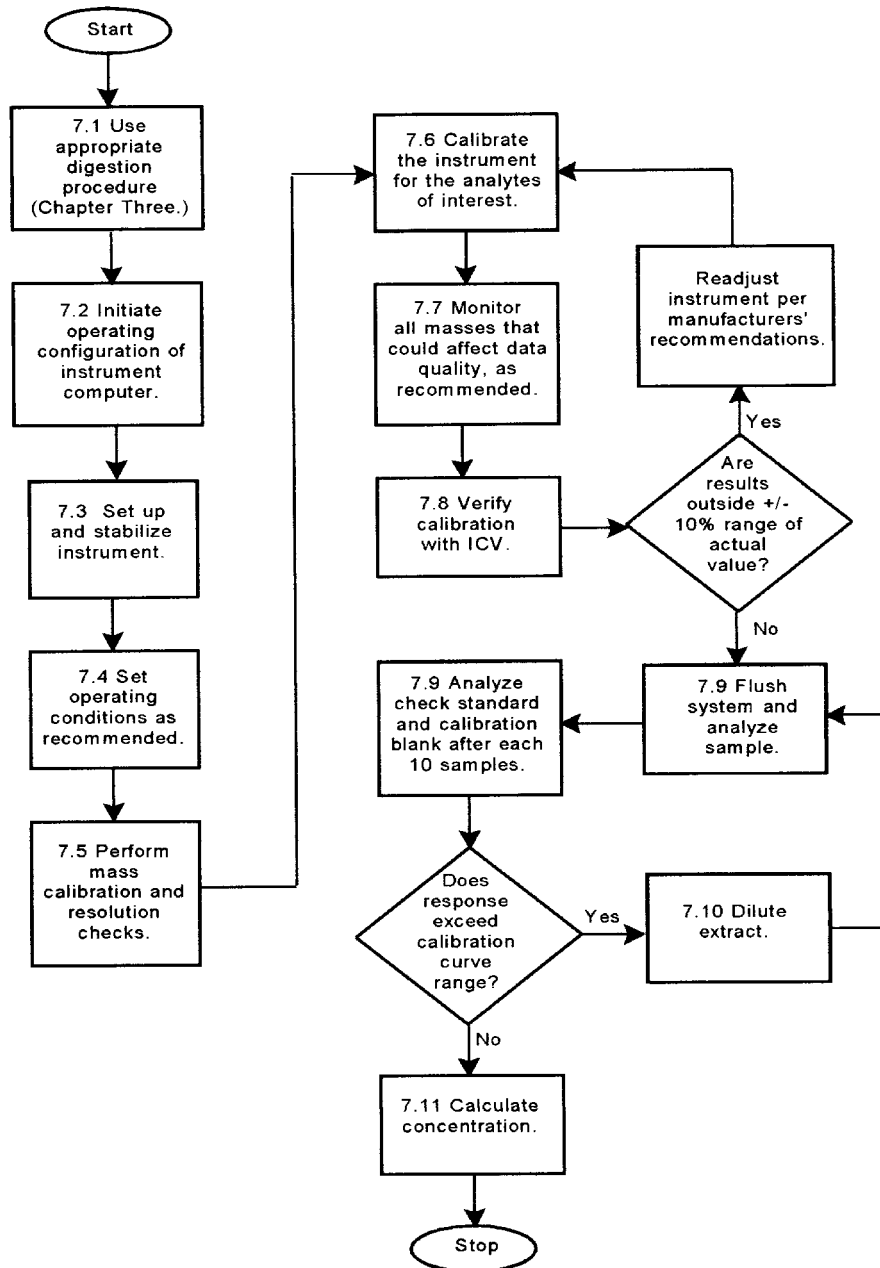 Start
7.1 Use
appropriate
digestion
procedure
(Chapter Three.)
7.2 Initiate
operating
configuration of
instrument
computer.
7.3 Set up
and stabilize
instrument.
7.4 Set
operating
conditions as
recommended.
7.5 Perform
mass
calibration and
resolution
checks.
7.6 Calibrate
the instrument
for the analytes
of interest.
7.7 Monitor
all masses that
could affect data
quality, as
recommended.
7.8 Verify
calibration
with ICV.
Are
results
outside +/-
10% range of
actual
value?
Yes
Readjust
instrument per
manufacturers'
recommendations.
No
7.9 Flush
system and
analyze
sample.
7.9 Analyze
check standard
and calibration
blank after each
10 samples.
Does
response
exceed
calibration
curve
range?
Yes
7.10 Dilute
extract.
No
7.11 Calculate
concentration.
Stop